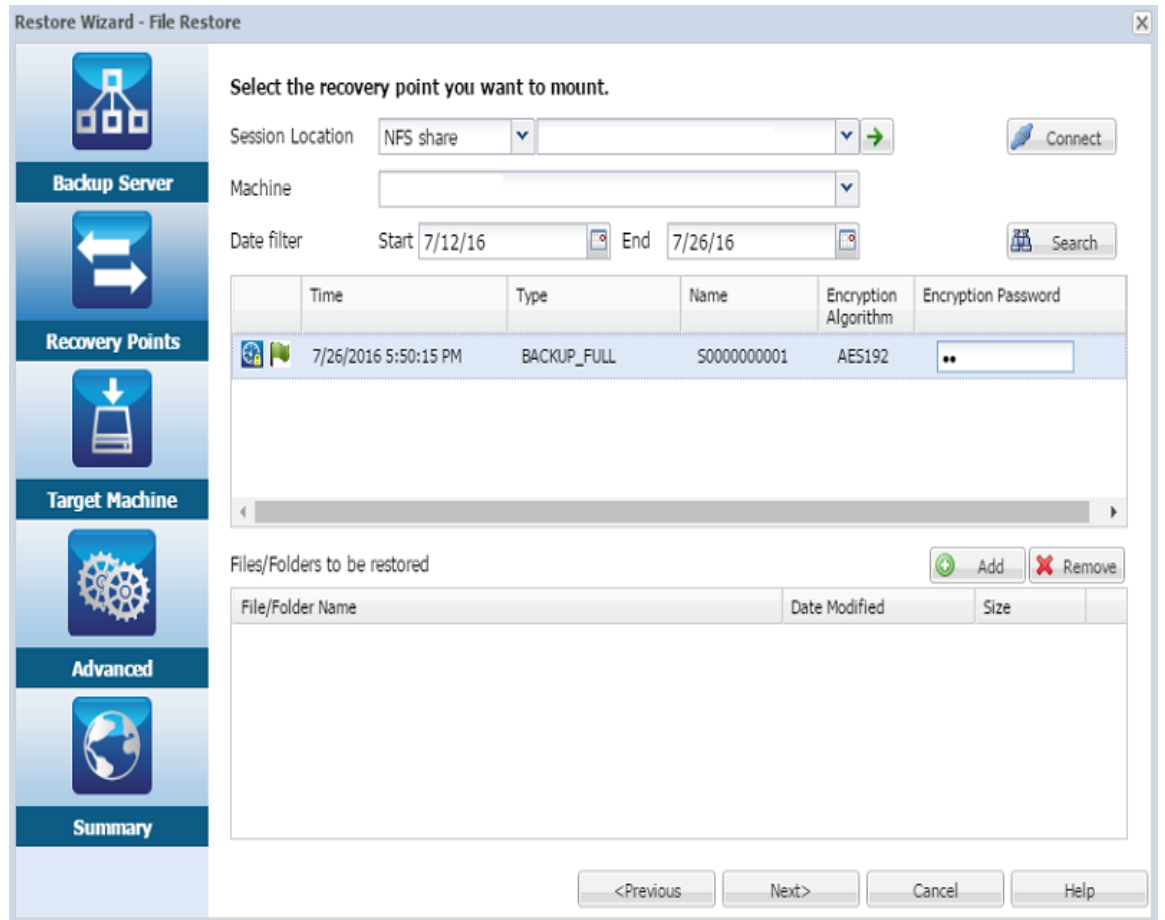 Restore Wizard - File Restore
Backup Server
Recovery Points
Target Machine
Advanced
Summary
Select the recovery point you want to mount.
Session Location NFS share Connect
Machine
Date filter Start 7/12/16 End 7/26/16 Search
Time Type Name Encryption Algorithm Encryption Password
7/26/2016 5:50:15 PM BACKUP_FULL S0000000001 AES192 ••
Files/Folders to be restored Add Remove
File/Folder Name Date Modified Size
<Previous Next> Cancel Help